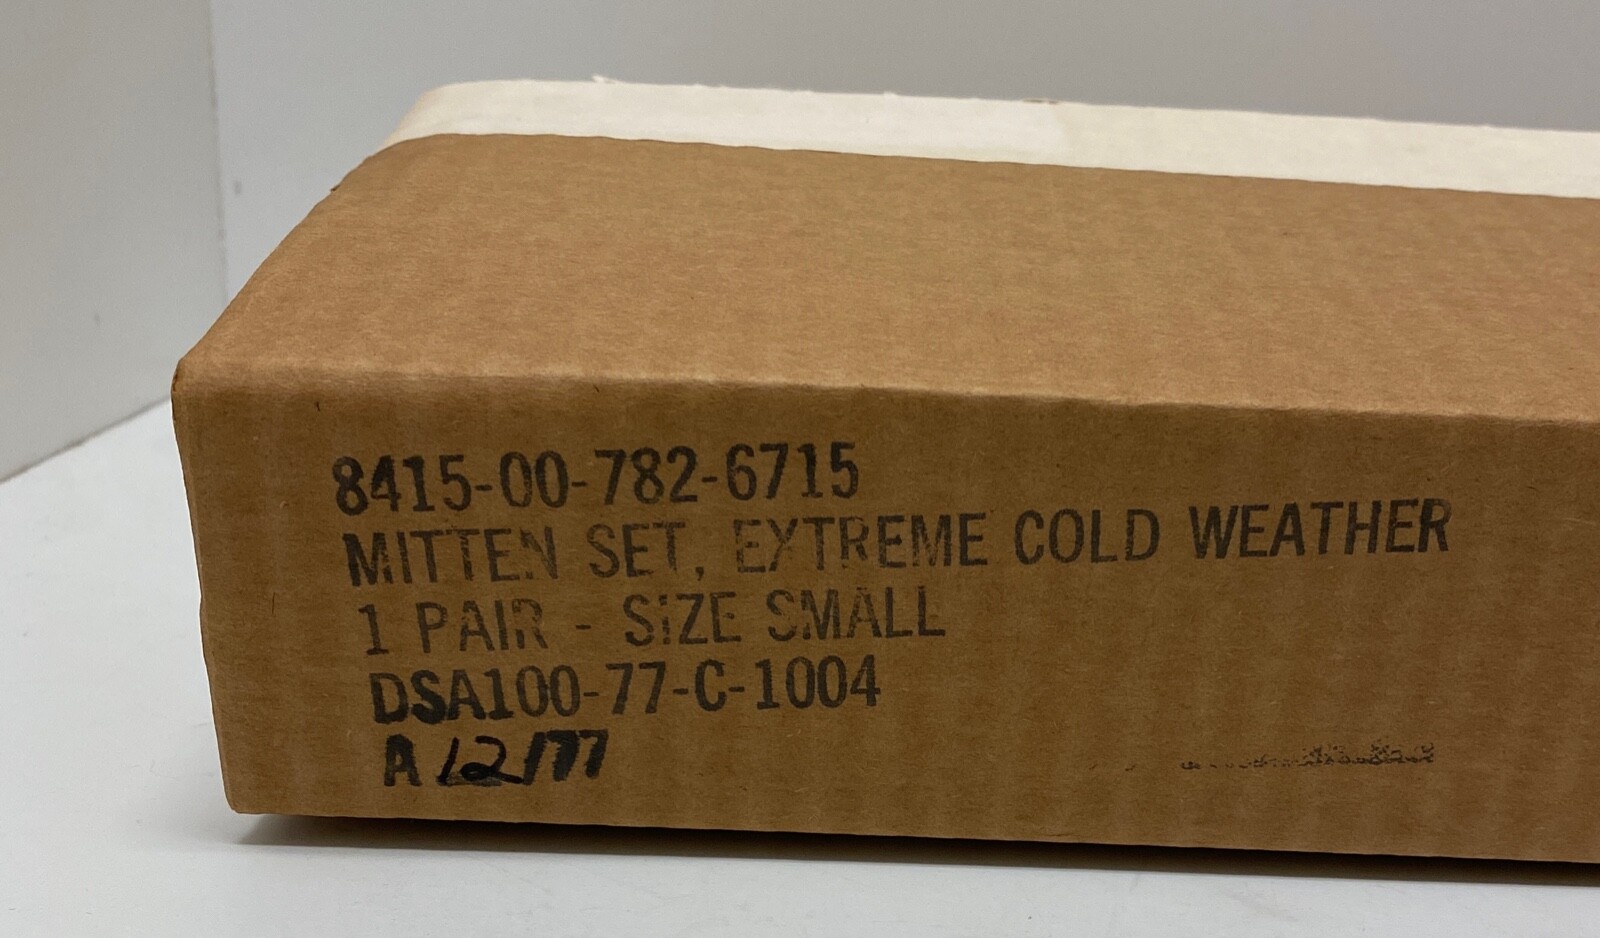 8415-00-782-6715
MITTEN SET, EXTREME COLD WEATHER
1 PAIR - SIZE SMALL
DSA100-77-C-1004
A 12/77